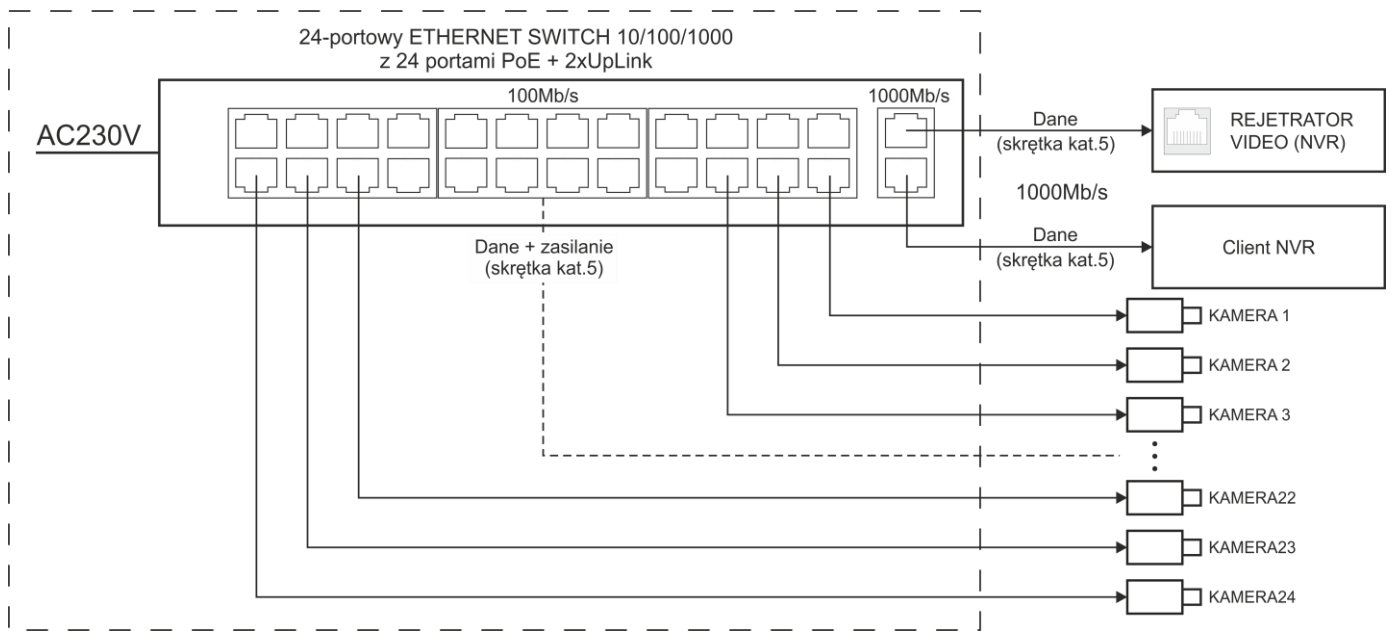 24-portowy ETHERNET SWITCH 10/100/1000
z 24 portami PoE + 2xUpLink
100Mb/s
1000Mb/s
AC230V
Dane
(skrętka kat.5)
REJETRATOR
VIDEO (NVR)
1000Mb/s
Dane
(skrętka kat.5)
Client NVR
Dane + zasilanie
(skrętka kat.5)
KAMERA 1
KAMERA 2
KAMERA 3
KAMERA22
KAMERA23
KAMERA24